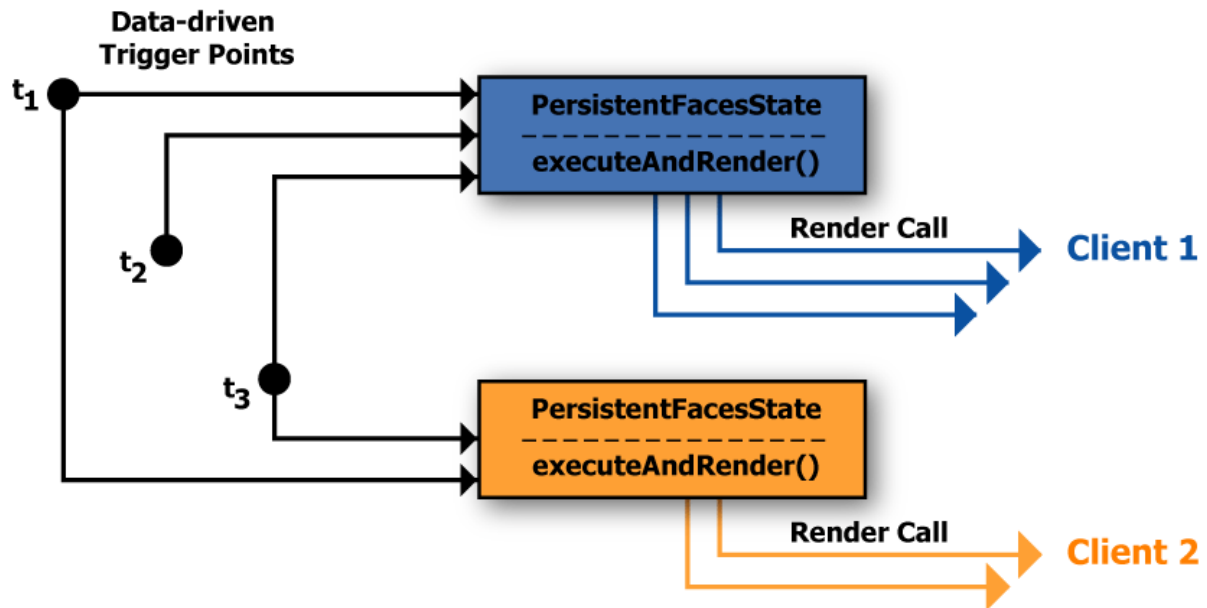 Data-driven
Trigger Points
t1
PersistentFacesState
executeAndRender()
Render Call
Client 1
t2
t3
PersistentFacesState
executeAndRender()
Render Call
Client 2